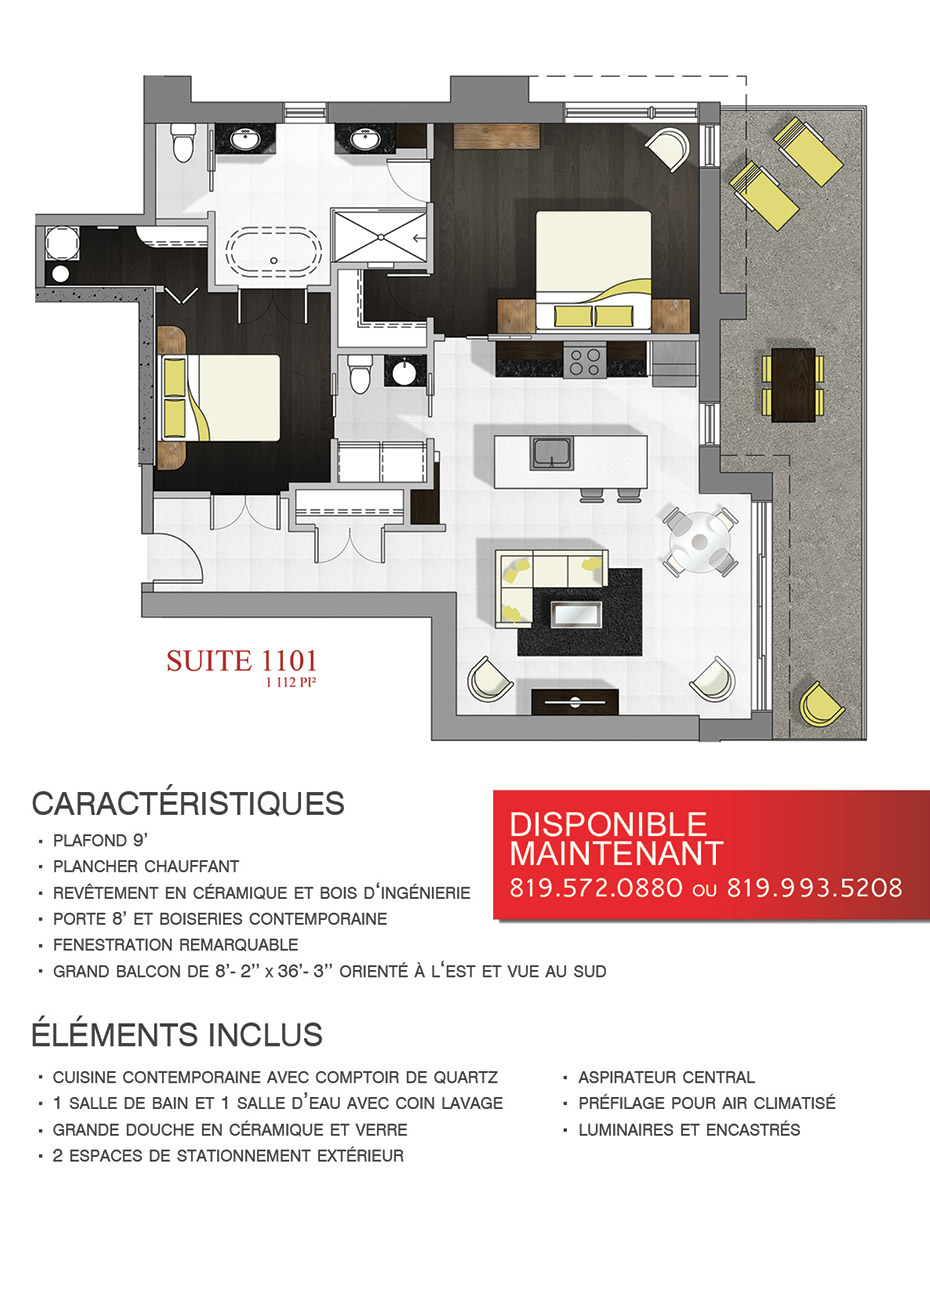 SUITE 1101
1 112 PI²
CARACTÉRISTIQUES
▪ PLAFOND 9'
▪ PLANCHER CHAUFFANT
▪ REVÊTEMENT EN CÉRAMIQUE ET BOIS D‘INGÉNIERIE
▪ PORTE 8' ET BOISERIES CONTEMPORAINE
▪ FENESTRATION REMARQUABLE
▪ GRAND BALCON DE 8'- 2'' x 36'- 3'' ORIENTÉ À L‘EST ET VUE AU SUD
DISPONIBLE
MAINTENANT
819.572.0880 OU 819.993.5208
ÉLÉMENTS INCLUS
▪ CUISINE CONTEMPORAINE AVEC COMPTOIR DE QUARTZ
▪ 1 SALLE DE BAIN ET 1 SALLE D'EAU AVEC COIN LAVAGE
▪ GRANDE DOUCHE EN CÉRAMIQUE ET VERRE
▪ 2 ESPACES DE STATIONNEMENT EXTÉRIEUR
▪ ASPIRATEUR CENTRAL
▪ PRÉFILAGE POUR AIR CLIMATISÉ
▪ LUMINAIRES ET ENCASTRÉS